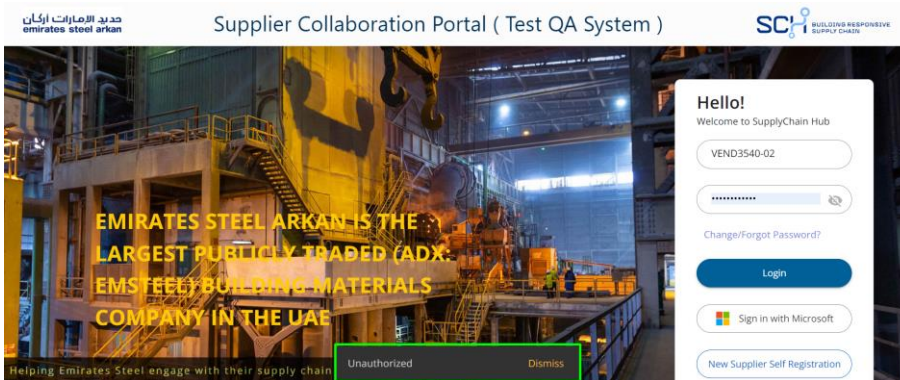 حديد الإمارات أركان
emirates steel arkan
Supplier Collaboration Portal ( Test QA System )
SCH BUILDING RESPONSIVE
SUPPLY CHAIN
Hello!
Welcome to SupplyChain Hub
VEND3540-02
••••••••••••
Change/Forgot Password?
Login
Sign in with Microsoft
New Supplier Self Registration
EMIRATES STEEL ARKAN IS THE
LARGEST PUBLICLY TRADED (ADX:
EMSTEEL) BUILDING MATERIALS
COMPANY IN THE UAE
Helping Emirates Steel engage with their supply chain
Unauthorized Dismiss